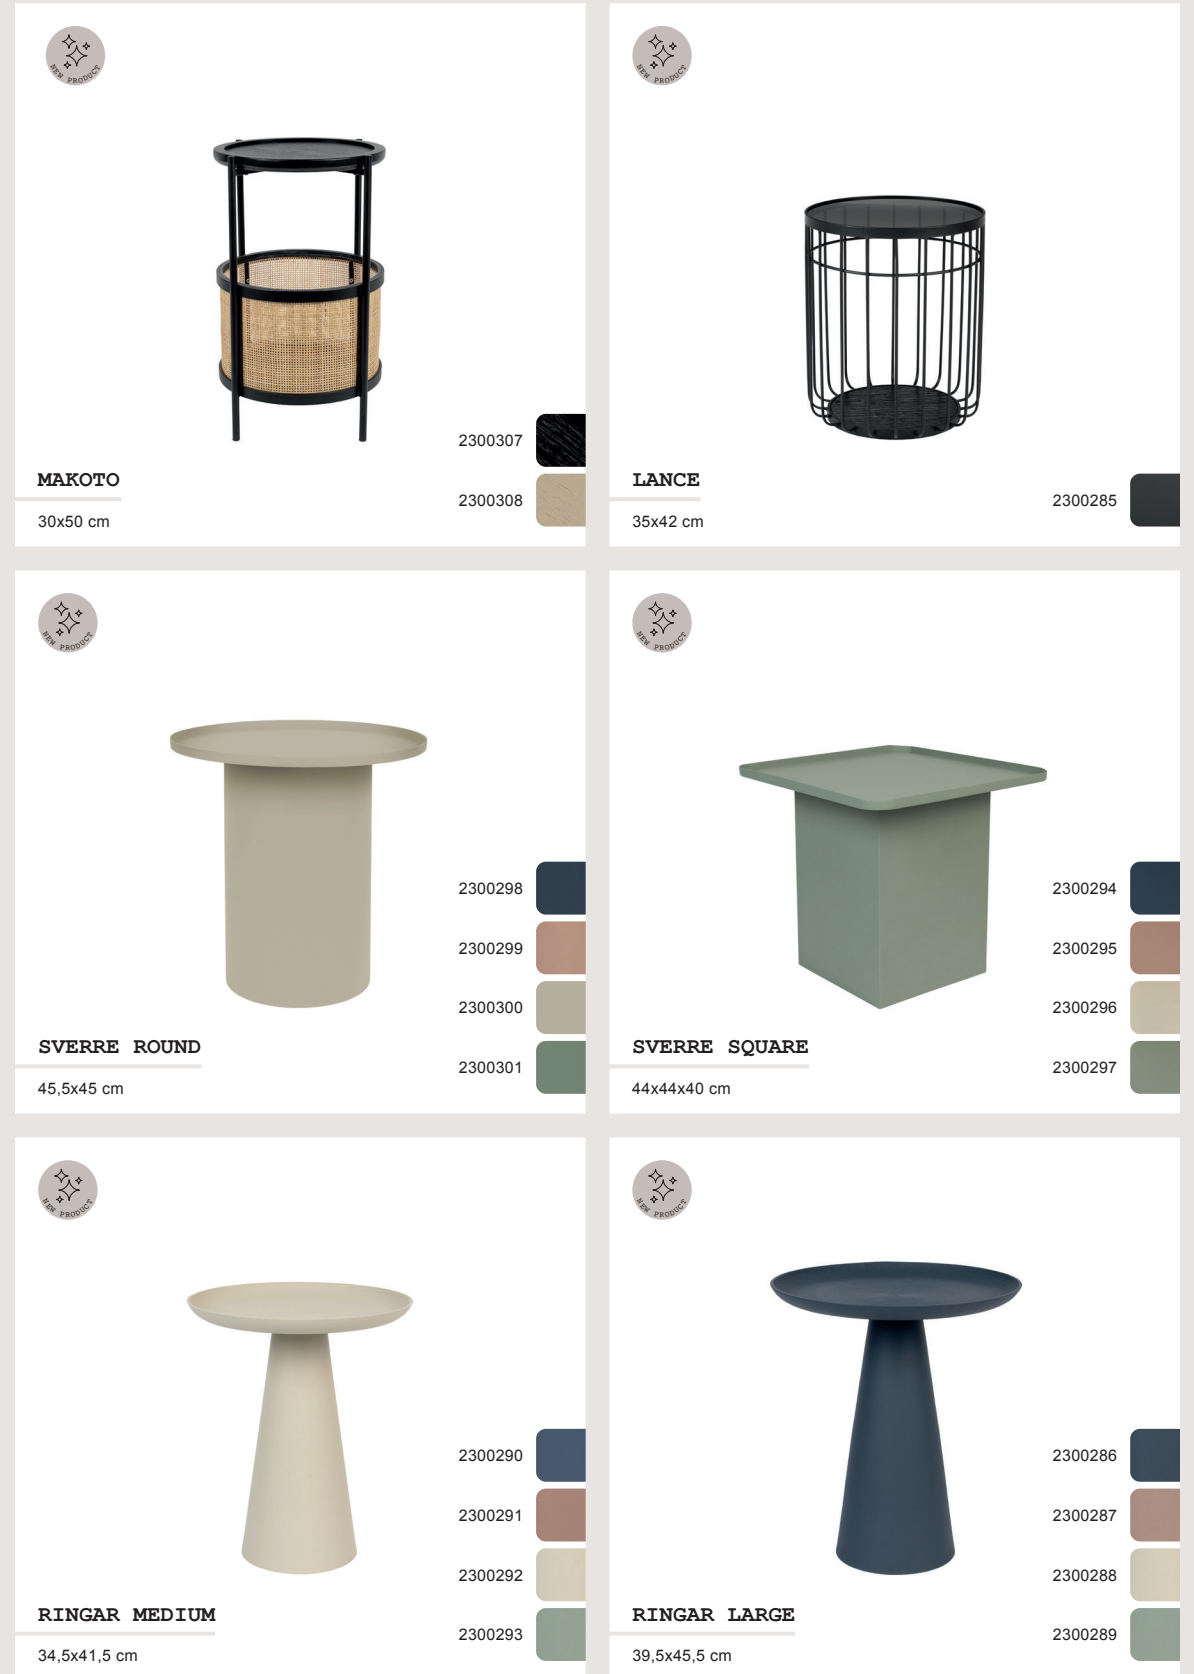 NEW PRODUCT
2300307
MAKOTO
2300308
30x50 cm
NEW PRODUCT
LANCE
2300285
35x42 cm
NEW PRODUCT
2300298
2300299
2300300
SVERRE ROUND
2300301
45,5x45 cm
NEW PRODUCT
2300294
2300295
2300296
SVERRE SQUARE
2300297
44x44x40 cm
NEW PRODUCT
2300290
2300291
2300292
RINGAR MEDIUM
2300293
34,5x41,5 cm
NEW PRODUCT
2300286
2300287
2300288
RINGAR LARGE
2300289
39,5x45,5 cm